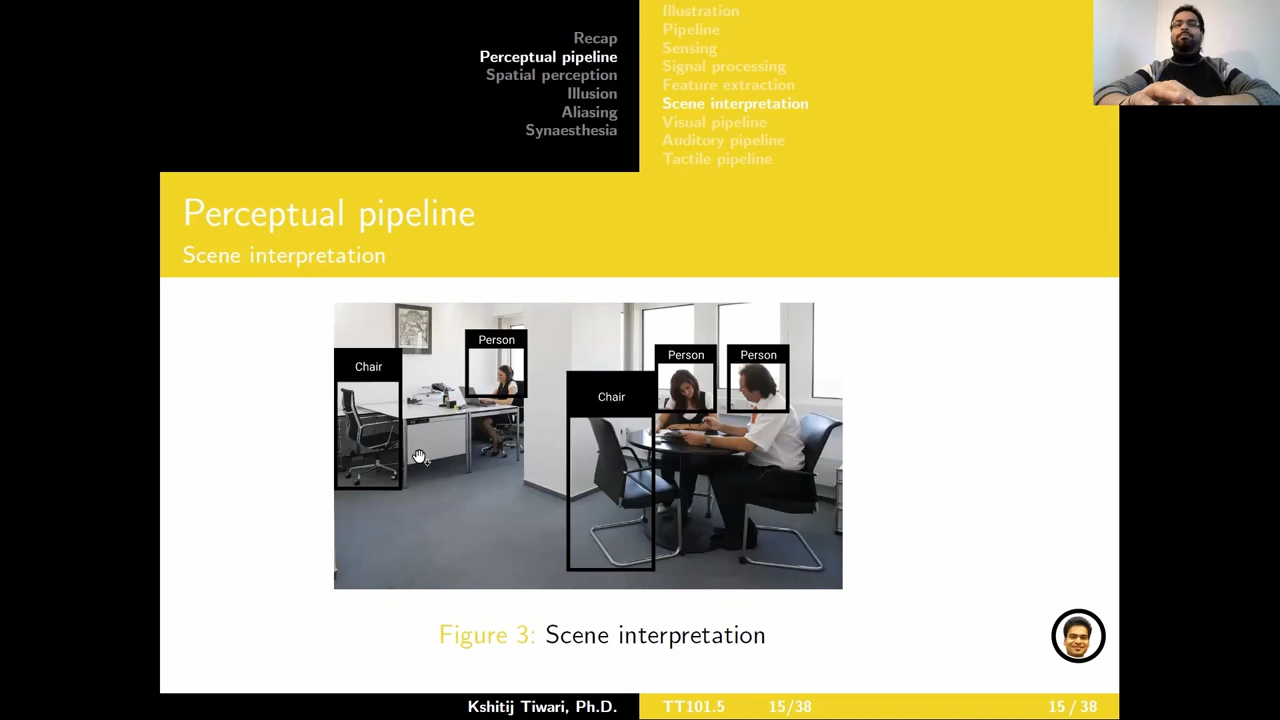 Recap
Perceptual pipeline
Spatial perception
Illusion
Aliasing
Synaesthesia
Illustration
Pipeline
Sensing
Signal processing
Feature extraction
Scene interpretation
Visual pipeline
Auditory pipeline
Tactile pipeline
Perceptual pipeline
Scene interpretation
Person
Person
Person
Chair
Chair
Figure 3: Scene interpretation
Kshitij Tiwari, Ph.D.
TT101.5
15/38
15 / 38